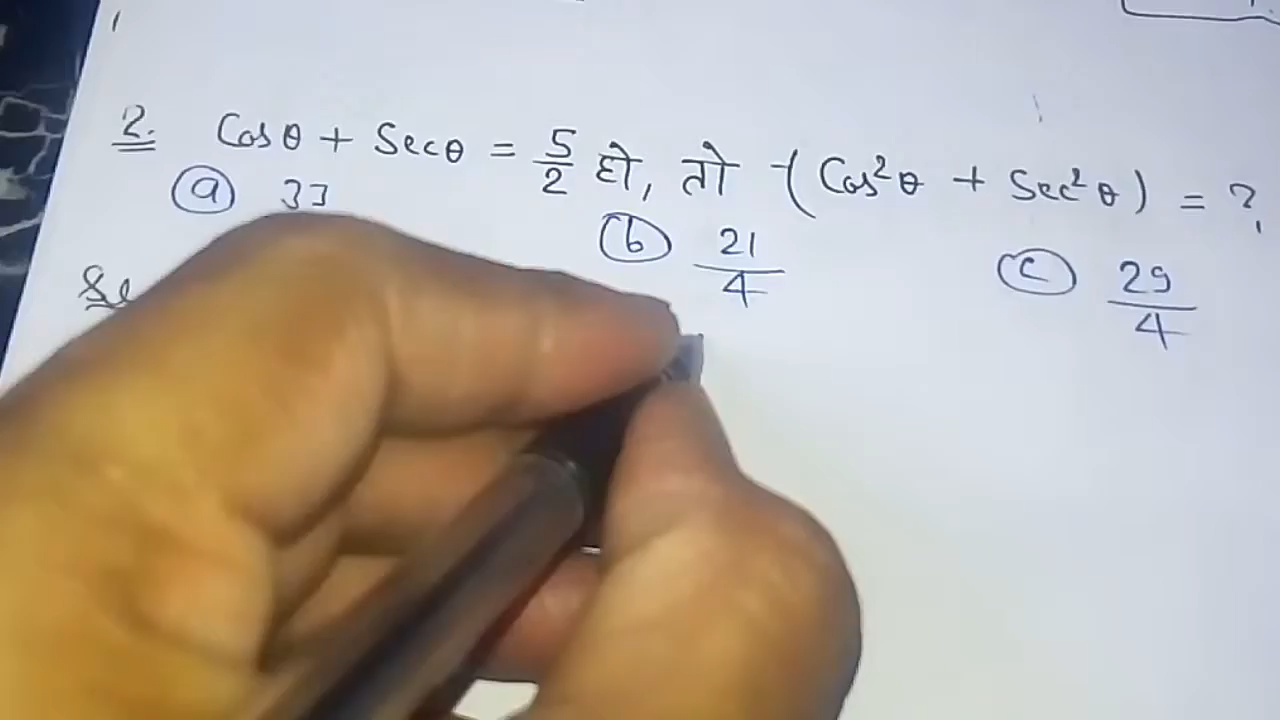 2. Cosθ + Secθ = 5/2 हो, तो (Cos²θ + Sec²θ) = ?
(a) 33 (b) 21/4 (c) 29/4